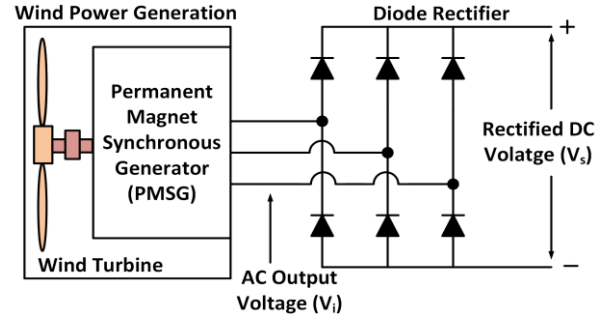 Wind Power Generation
Diode Rectifier
+
Permanent
Magnet
Synchronous
Generator
(PMSG)
Rectified DC
Volatge (Vs)
Wind Turbine
AC Output
Voltage (Vi)
−